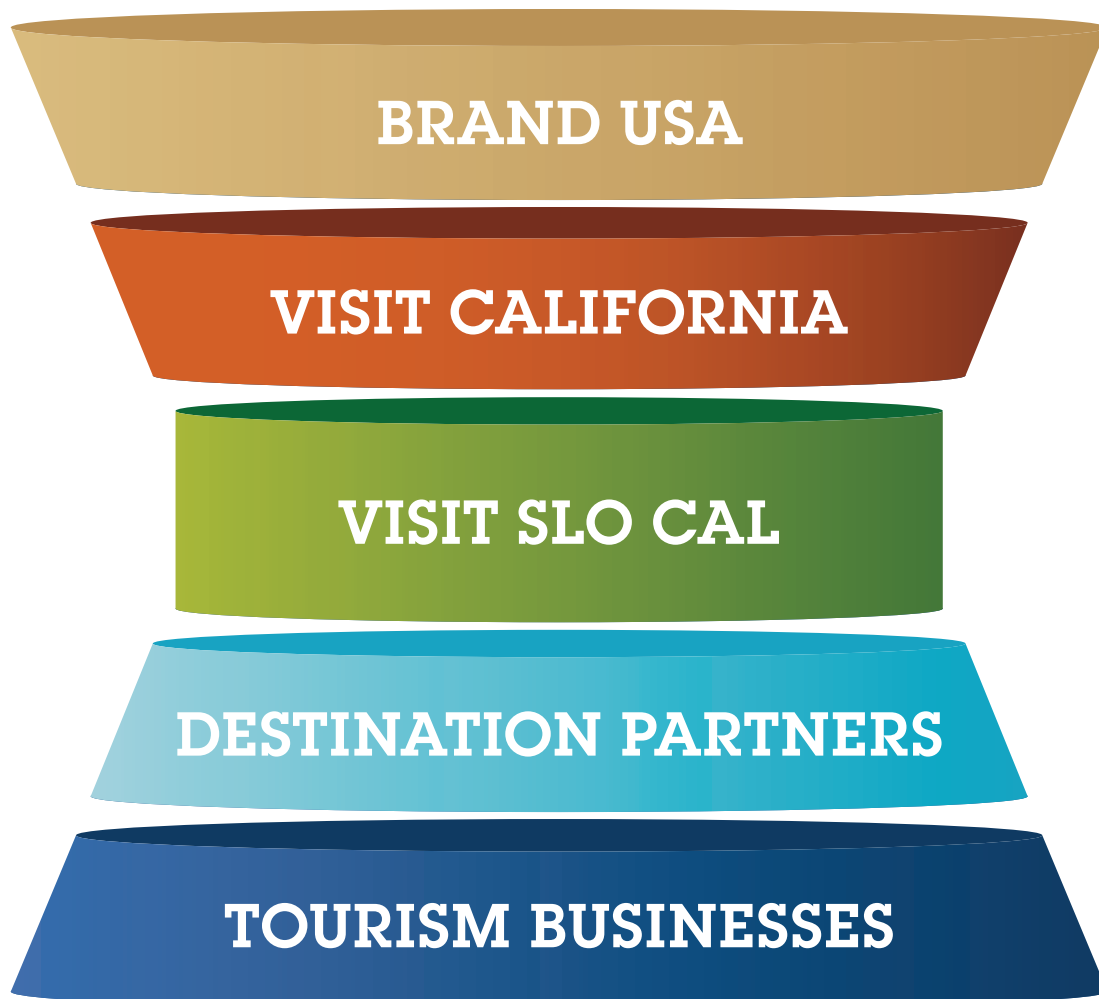 BRAND USA
VISIT CALIFORNIA
VISIT SLO CAL
DESTINATION PARTNERS
TOURISM BUSINESSES